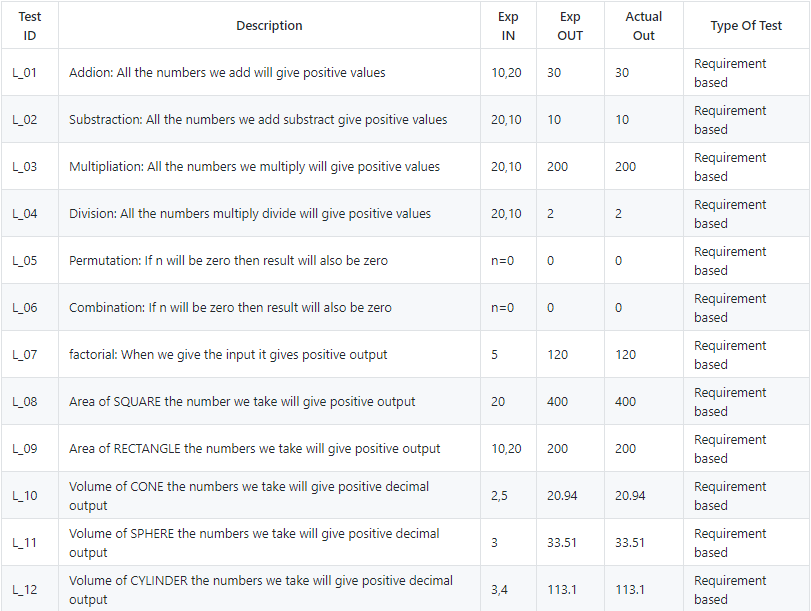 Test ID Description Exp IN Exp OUT Actual Out Type Of Test
L_01 Addion: All the numbers we add will give positive values 10,20 30 30 Requirement based
L_02 Substraction: All the numbers we add substract give positive values 20,10 10 10 Requirement based
L_03 Multipliation: All the numbers we multiply will give positive values 20,10 200 200 Requirement based
L_04 Division: All the numbers multiply divide will give positive values 20,10 2 2 Requirement based
L_05 Permutation: If n will be zero then result will also be zero n=0 0 0 Requirement based
L_06 Combination: If n will be zero then result will also be zero n=0 0 0 Requirement based
L_07 factorial: When we give the input it gives positive output 5 120 120 Requirement based
L_08 Area of SQUARE the number we take will give positive output 20 400 400 Requirement based
L_09 Area of RECTANGLE the numbers we take will give positive output 10,20 200 200 Requirement based
L_10 Volume of CONE the numbers we take will give positive decimal output 2,5 20.94 20.94 Requirement based
L_11 Volume of SPHERE the numbers we take will give positive decimal output 3 33.51 33.51 Requirement based
L_12 Volume of CYLINDER the numbers we take will give positive decimal output 3,4 113.1 113.1 Requirement based